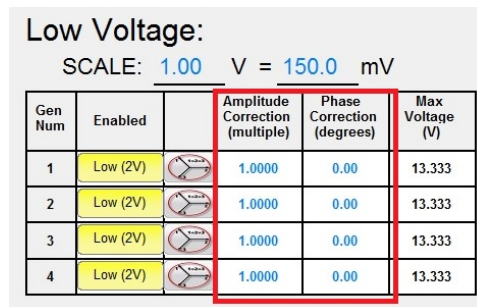 Low Voltage:
SCALE: 1.00 V = 150.0 mV
Gen Num Enabled Amplitude Correction (multiple) Phase Correction (degrees) Max Voltage (V)
1 Low (2V) 1.0000 0.00 13.333
2 Low (2V) 1.0000 0.00 13.333
3 Low (2V) 1.0000 0.00 13.333
4 Low (2V) 1.0000 0.00 13.333